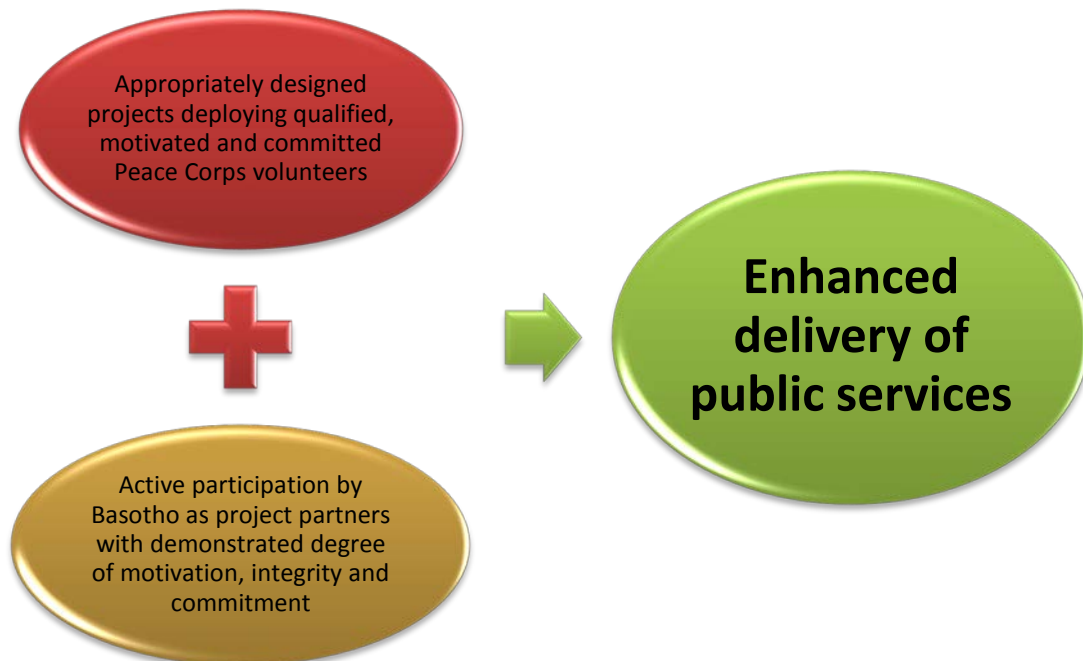 Appropriately designed
projects deploying qualified,
motivated and committed
Peace Corps volunteers
Active participation by
Basotho as project partners
with demonstrated degree
of motivation, integrity and
commitment
Enhanced
delivery of
public services